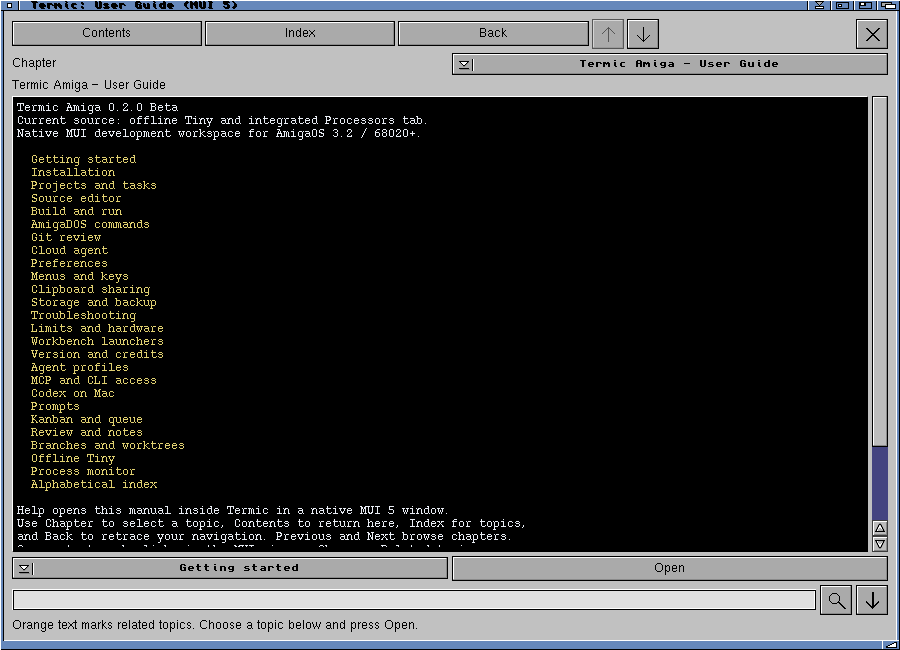 Termic: User Guide (MUI 5)
Contents
Index
Back
Chapter
Termic Amiga - User Guide
Termic Amiga – User Guide
Termic Amiga 0.2.0 Beta
Current source: offline Tiny and integrated Processors tab.
Native MUI development workspace for AmigaOS 3.2 / 68020+.
Getting started
Installation
Projects and tasks
Source editor
Build and run
AmigaDOS commands
Git review
Cloud agent
Preferences
Menus and keys
Clipboard sharing
Storage and backup
Troubleshooting
Limits and hardware
Workbench launchers
Version and credits
Agent profiles
MCP and CLI access
Codex on Mac
Prompts
Kanban and queue
Review and notes
Branches and worktrees
Offline Tiny
Process monitor
Alphabetical index
Help opens this manual inside Termic in a native MUI 5 window.
Use Chapter to select a topic, Contents to return here, Index for topics,
and Back to retrace your navigation. Previous and Next browse chapters.
Getting started
Open
Orange text marks related topics. Choose a topic below and press Open.